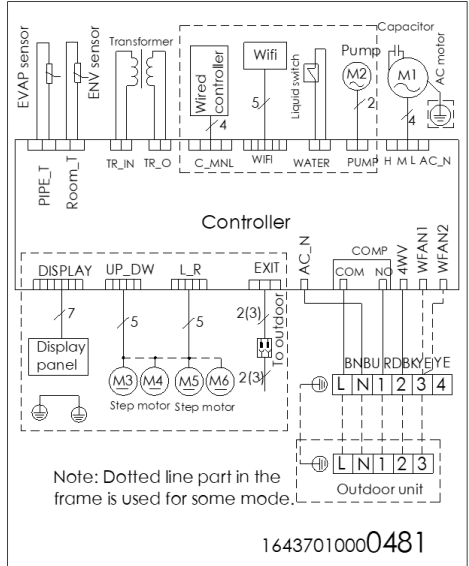 EVAP sensor
ENV sensor
Transformer
Wired controller
4
Wifi
5
Liquid switch
Pump
M2
2
Capacitor
M1
4
AC motor
PIPE_T
Room_T
TR_IN
TR_O
C_MNL
WIFI
WATER
PUMP
H M L AC_N
Controller
DISPLAY
UP_DW
L_R
EXIT
AC_N
COMP
COM
NO
4WV
WFAN1
WFAN2
7
5
5
2(3)
To outdoor
2(3)
Display
panel
M3
M4
M5
M6
Step motor
Step motor
BN
BU
RD
BK
YE
YE
L N 1 2 3 4
L N 1 2 3
Outdoor unit
Note: Dotted line part in the
frame is used for some mode.
16437010000481